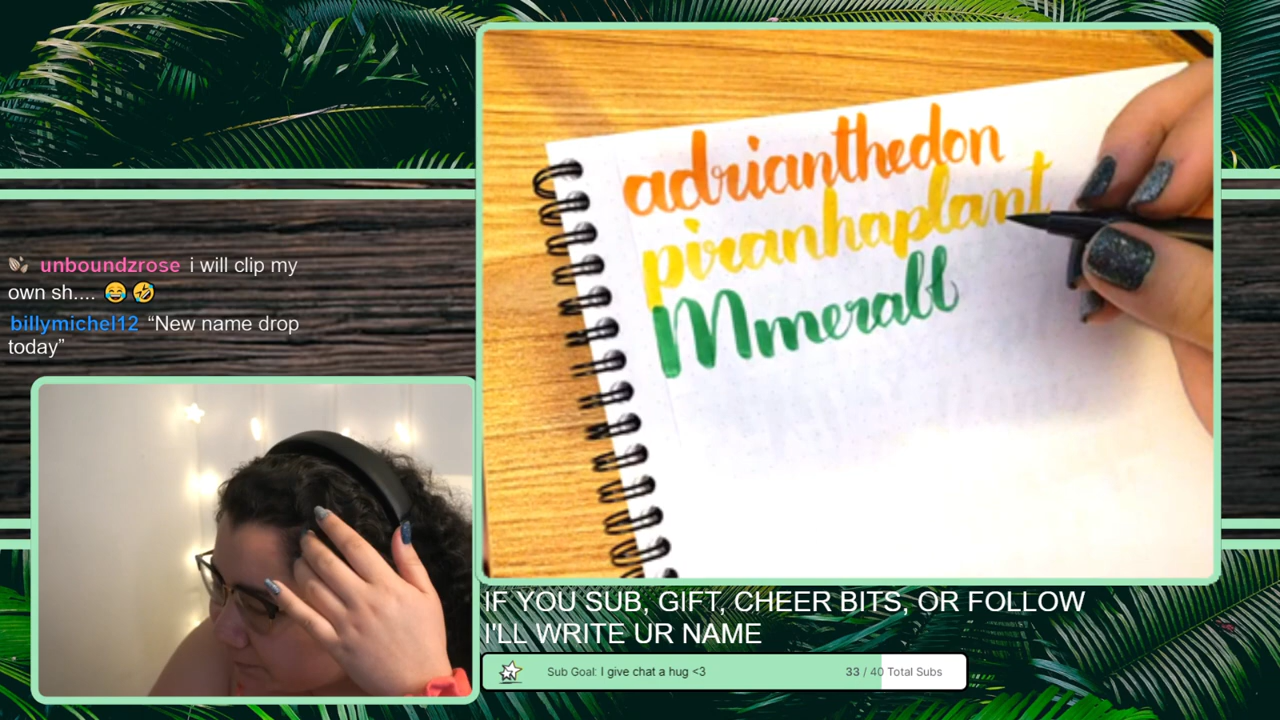 unboundzrose i will clip my
own sh.... 😂 🤣
billymichel12 “New name drop
today”
adrianthedon
piranhaplant
Mmerall
IF YOU SUB, GIFT, CHEER BITS, OR FOLLOW
I'LL WRITE UR NAME
Sub Goal: I give chat a hug <3 33 / 40 Total Subs